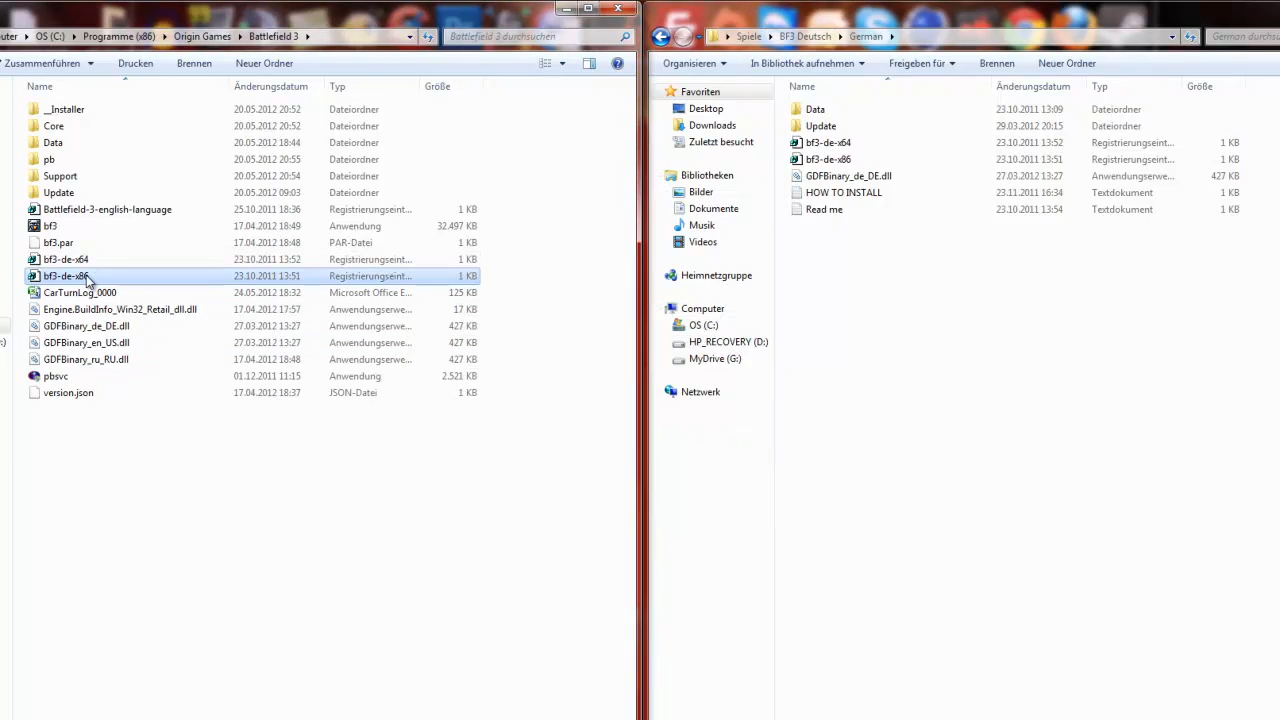 uter ▸ OS (C:) ▸ Programme (x86) ▸ Origin Games ▸ Battlefield 3 ▸
Battlefield 3 durchsuchen
Zusammenführen Drucken Brennen Neuer Ordner
Name Änderungsdatum Typ Größe
__Installer 20.05.2012 20:52 Dateiordner
Core 20.05.2012 20:52 Dateiordner
Data 20.05.2012 18:44 Dateiordner
pb 20.05.2012 20:55 Dateiordner
Support 20.05.2012 20:54 Dateiordner
Update 20.05.2012 09:03 Dateiordner
Battlefield-3-english-language 25.10.2011 18:36 Registrierungseint... 1 KB
bf3 17.04.2012 18:49 Anwendung 32.497 KB
bf3.par 17.04.2012 18:48 PAR-Datei 1 KB
bf3-de-x64 23.10.2011 13:52 Registrierungseint... 1 KB
bf3-de-x86 23.10.2011 13:51 Registrierungseint... 1 KB
CarTurnLog_0000 24.05.2012 18:32 Microsoft Office E... 125 KB
Engine.BuildInfo_Win32_Retail_dll.dll 17.04.2012 17:57 Anwendungserwe... 17 KB
GDFBinary_de_DE.dll 27.03.2012 13:27 Anwendungserwe... 427 KB
GDFBinary_en_US.dll 27.03.2012 13:27 Anwendungserwe... 427 KB
GDFBinary_ru_RU.dll 17.04.2012 18:48 Anwendungserwe... 427 KB
pbsvc 01.12.2011 11:15 Anwendung 2.521 KB
version.json 17.04.2012 18:37 JSON-Datei 1 KB
:)
Spiele ▸ BF3 Deutsch ▸ German ▸
German durchsu
Organisieren In Bibliothek aufnehmen Freigeben für Brennen Neuer Ordner
Favoriten
Desktop
Downloads
Zuletzt besucht
Bibliotheken
Bilder
Dokumente
Musik
Videos
Heimnetzgruppe
Computer
OS (C:)
HP_RECOVERY (D:)
MyDrive (G:)
Netzwerk
Name Änderungsdatum Typ Größe
Data 23.10.2011 13:09 Dateiordner
Update 29.03.2012 20:15 Dateiordner
bf3-de-x64 23.10.2011 13:52 Registrierungseint... 1 KB
bf3-de-x86 23.10.2011 13:51 Registrierungseint... 1 KB
GDFBinary_de_DE.dll 27.03.2012 13:27 Anwendungserwe... 427 KB
HOW TO INSTALL 23.11.2011 16:34 Textdokument 1 KB
Read me 23.10.2011 13:54 Textdokument 1 KB